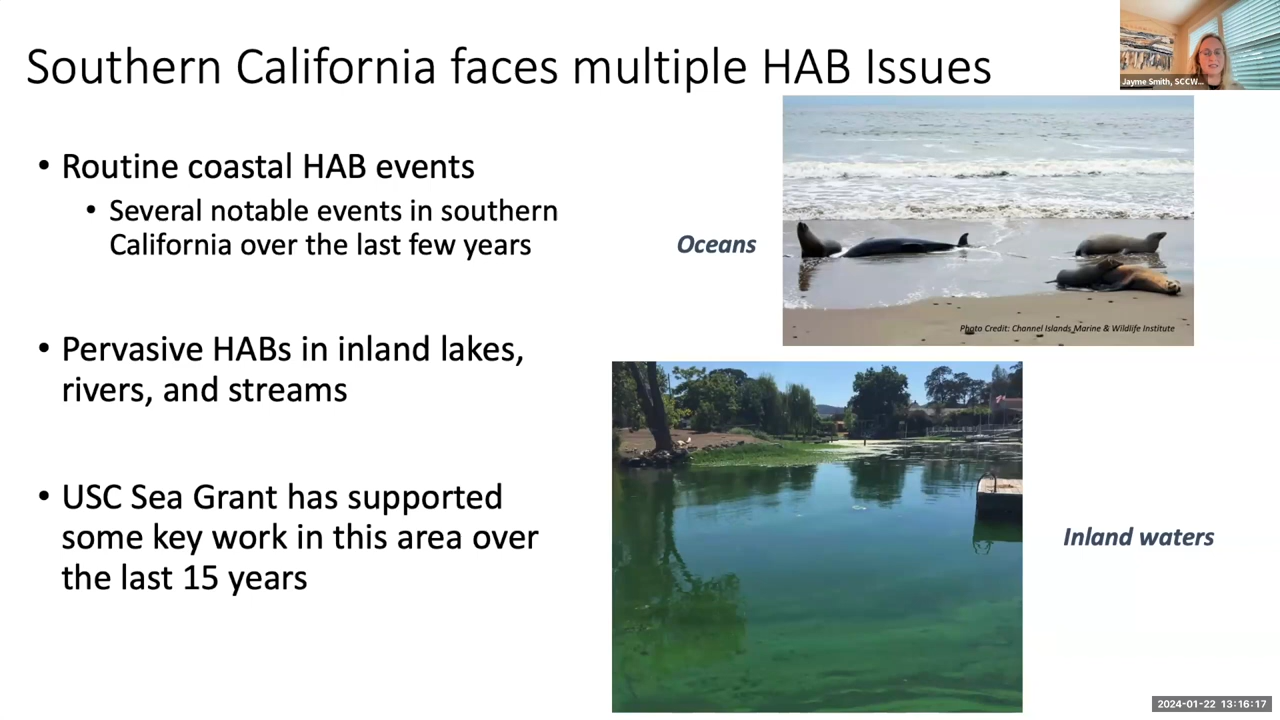 Southern California faces multiple HAB Issues
Jayme Smith, SCCW...
• Routine coastal HAB events
• Several notable events in southern
California over the last few years
Oceans
Photo Credit: Channel Islands Marine & Wildlife Institute
• Pervasive HABs in inland lakes,
rivers, and streams
• USC Sea Grant has supported
some key work in this area over
the last 15 years
Inland waters
2024-01-22 13:16:17